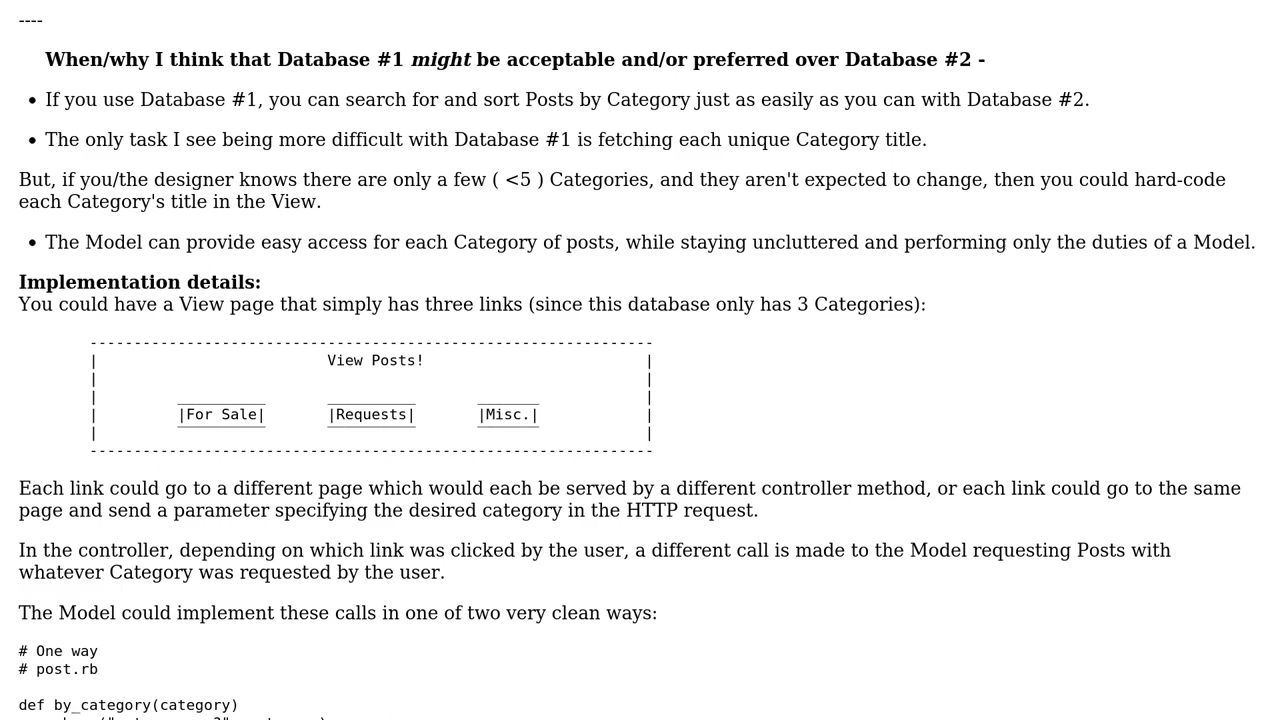 ----
When/why I think that Database #1 might be acceptable and/or preferred over Database #2 -
• If you use Database #1, you can search for and sort Posts by Category just as easily as you can with Database #2.
• The only task I see being more difficult with Database #1 is fetching each unique Category title.
But, if you/the designer knows there are only a few ( <5 ) Categories, and they aren't expected to change, then you could hard-code
each Category's title in the View.
• The Model can provide easy access for each Category of posts, while staying uncluttered and performing only the duties of a Model.
Implementation details:
You could have a View page that simply has three links (since this database only has 3 Categories):
----------------------------------------------------------------
|                          View Posts!                         |
|                                                              |
|         __________       __________       _______            |
|         |For Sale|       |Requests|       |Misc.|            |
|         ‾‾‾‾‾‾‾‾‾‾       ‾‾‾‾‾‾‾‾‾‾       ‾‾‾‾‾‾‾            |
----------------------------------------------------------------
Each link could go to a different page which would each be served by a different controller method, or each link could go to the same
page and send a parameter specifying the desired category in the HTTP request.
In the controller, depending on which link was clicked by the user, a different call is made to the Model requesting Posts with
whatever Category was requested by the user.
The Model could implement these calls in one of two very clean ways:
# One way
# post.rb
def by_category(category)